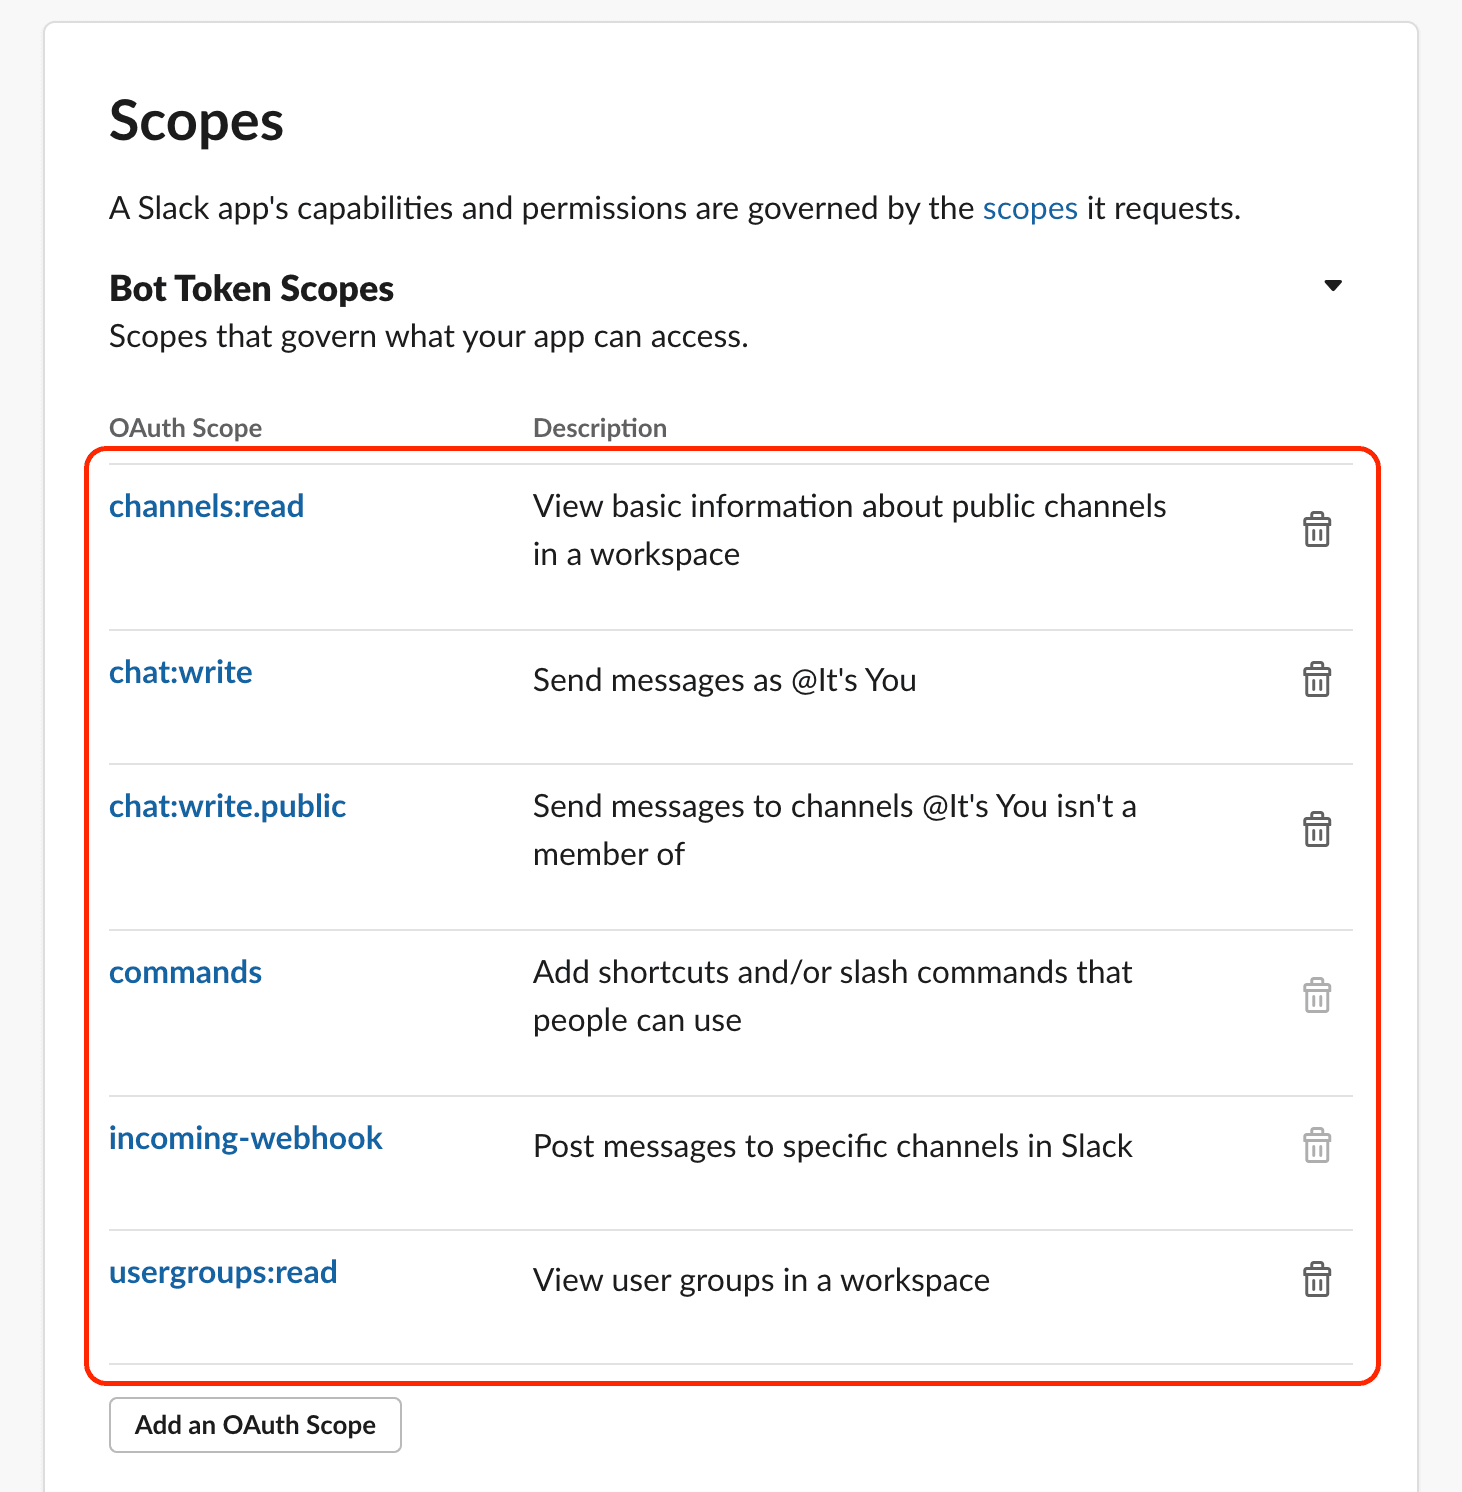 Scopes
A Slack app's capabilities and permissions are governed by the scopes it requests.
Bot Token Scopes
Scopes that govern what your app can access.
OAuth Scope Description
channels:read View basic information about public channels
in a workspace
chat:write Send messages as @It's You
chat:write.public Send messages to channels @It's You isn't a
member of
commands Add shortcuts and/or slash commands that
people can use
incoming-webhook Post messages to specific channels in Slack
usergroups:read View user groups in a workspace
Add an OAuth Scope